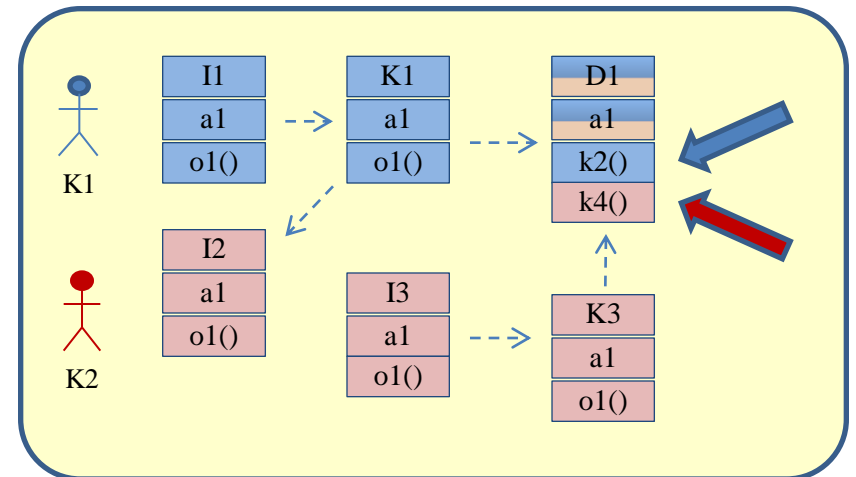 I1
a1
o1()
K1
a1
o1()
D1
a1
k2()
k4()
K1
I2
a1
o1()
I3
a1
o1()
K3
a1
o1()
K2